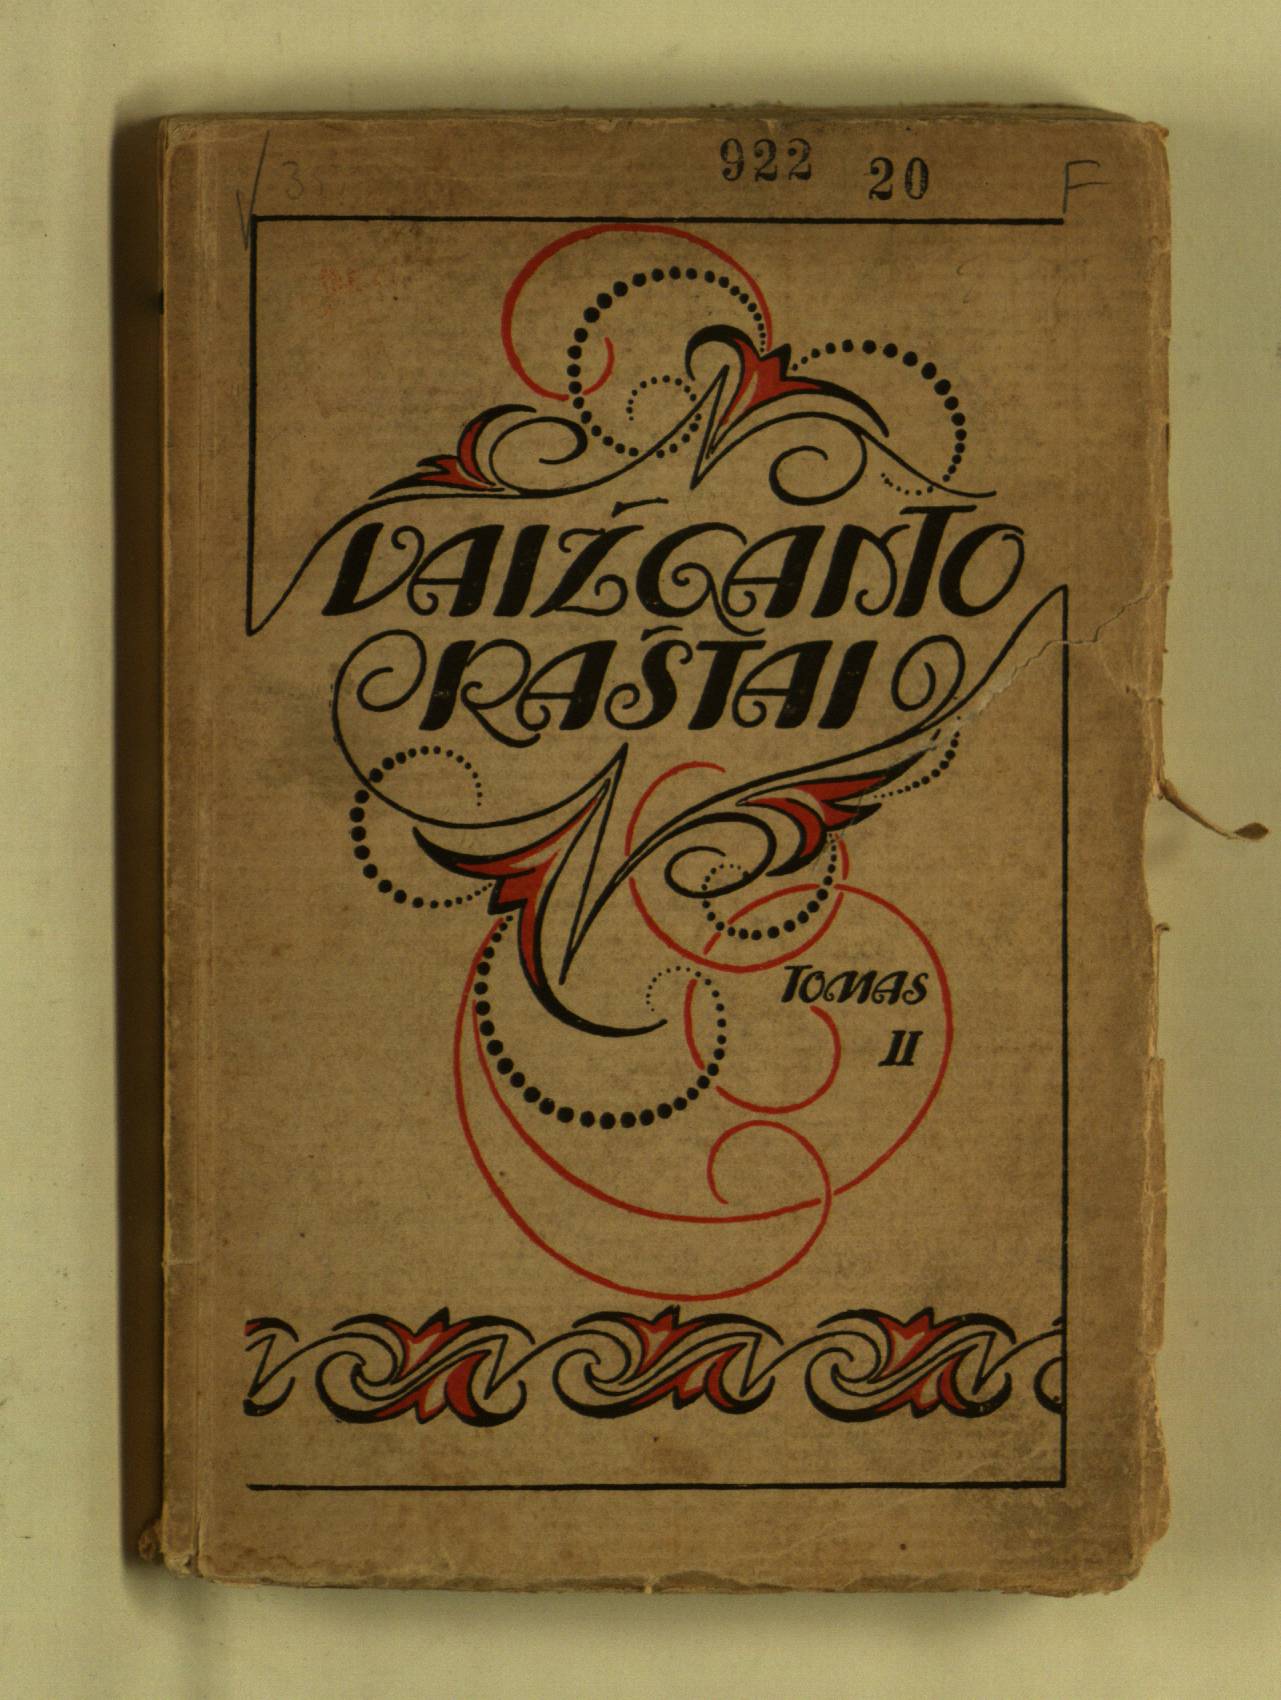 922 20
F
VAIŽGANTO
RAŠTAI
TOMAS
II